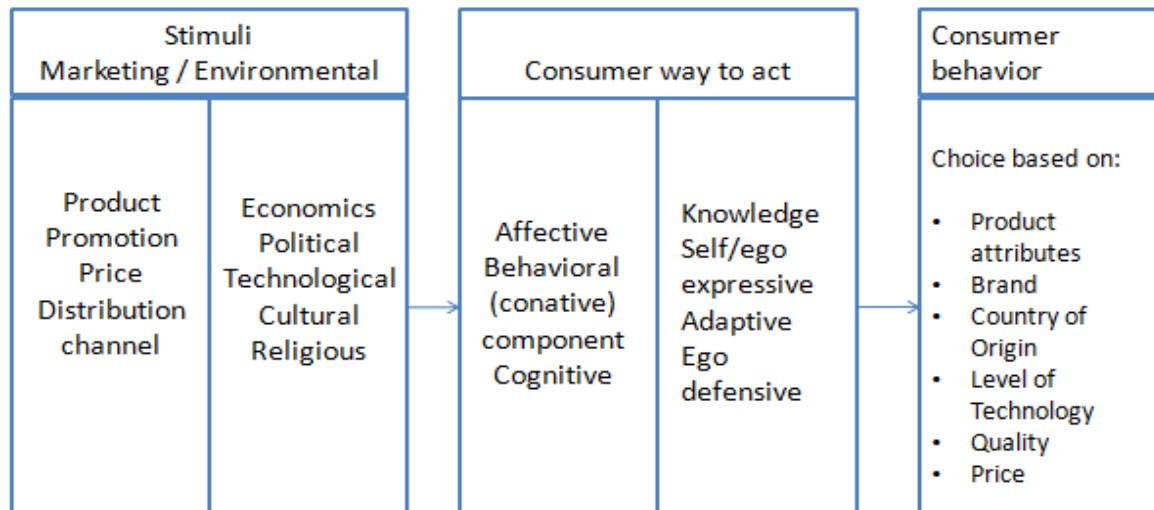 Stimuli
Marketing / Environmental
Product
Promotion
Price
Distribution
channel
Economics
Political
Technological
Cultural
Religious
Consumer way to act
Affective
Behavioral
(conative)
component
Cognitive
Knowledge
Self/ego
expressive
Adaptive
Ego
defensive
Consumer
behavior
Choice based on:
• Product
attributes
• Brand
• Country of
Origin
• Level of
Technology
• Quality
• Price